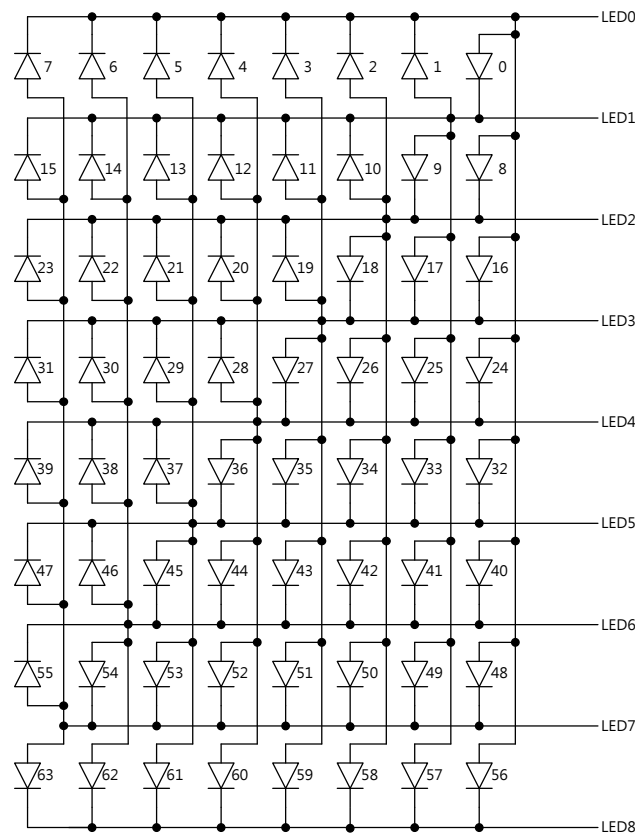 LED0
7 6 5 4 3 2 1 0
LED1
15 14 13 12 11 10 9 8
LED2
23 22 21 20 19 18 17 16
LED3
31 30 29 28 27 26 25 24
LED4
39 38 37 36 35 34 33 32
LED5
47 46 45 44 43 42 41 40
LED6
55 54 53 52 51 50 49 48
LED7
63 62 61 60 59 58 57 56
LED8